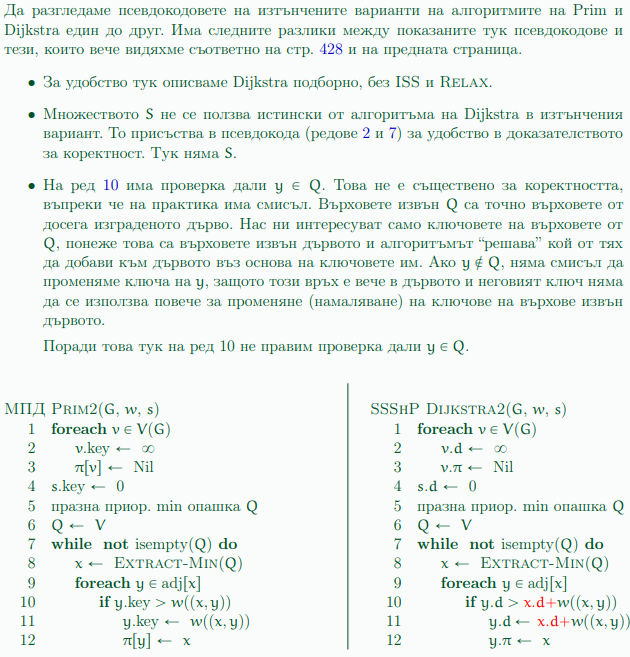 Да разгледаме псевдокодовете на изтънчените варианти на алгоритмите на Prim и
Dijkstra един до друг. Има следните разлики между показаните тук псевдокодове и
тези, които вече видяхме съответно на стр. 428 и на предната страница.
• За удобство тук описваме Dijkstra подборно, без ISS и RELAX.
• Множеството S не се ползва истински от алгоритъма на Dijkstra в изтънчения
вариант. То присъства в псевдокода (редове 2 и 7) за удобство в доказателството
за коректност. Тук няма S.
• На ред 10 има проверка дали y ∈ Q. Това не е съществено за коректността,
въпреки че на практика има смисъл. Върховете извън Q са точно върховете от
досега изграденото дърво. Нас ни интересуват само ключовете на върховете от
Q, понеже това са върховете извън дървото и алгоритъмът “решава” кой от тях
да добави към дървото въз основа на ключовете им. Ако y ∉ Q, няма смисъл да
променяме ключа на y, защото този връх е вече в дървото и неговият ключ няма
да се използва повече за променяне (намаляване) на ключове на върхове извън
дървото.
Поради това тук на ред 10 не правим проверка дали y ∈ Q.
МПД PRIM2(G, w, s)
1 foreach v ∈ V(G)
2 v.key ← ∞
3 π[v] ← Nil
4 s.key ← 0
5 празна приор. min опашка Q
6 Q ← V
7 while not isempty(Q) do
8 x ← EXTRACT-MIN(Q)
9 foreach y ∈ adj[x]
10 if y.key > w((x, y))
11 y.key ← w((x, y))
12 π[y] ← x
SSSHP DIJKSTRA2(G, w, s)
1 foreach v ∈ V(G)
2 v.d ← ∞
3 v.π ← Nil
4 s.d ← 0
5 празна приор. min опашка Q
6 Q ← V
7 while not isempty(Q) do
8 x ← EXTRACT-MIN(Q)
9 foreach y ∈ adj[x]
10 if y.d > x.d+w((x, y))
11 y.d ← x.d+w((x, y))
12 y.π ← x